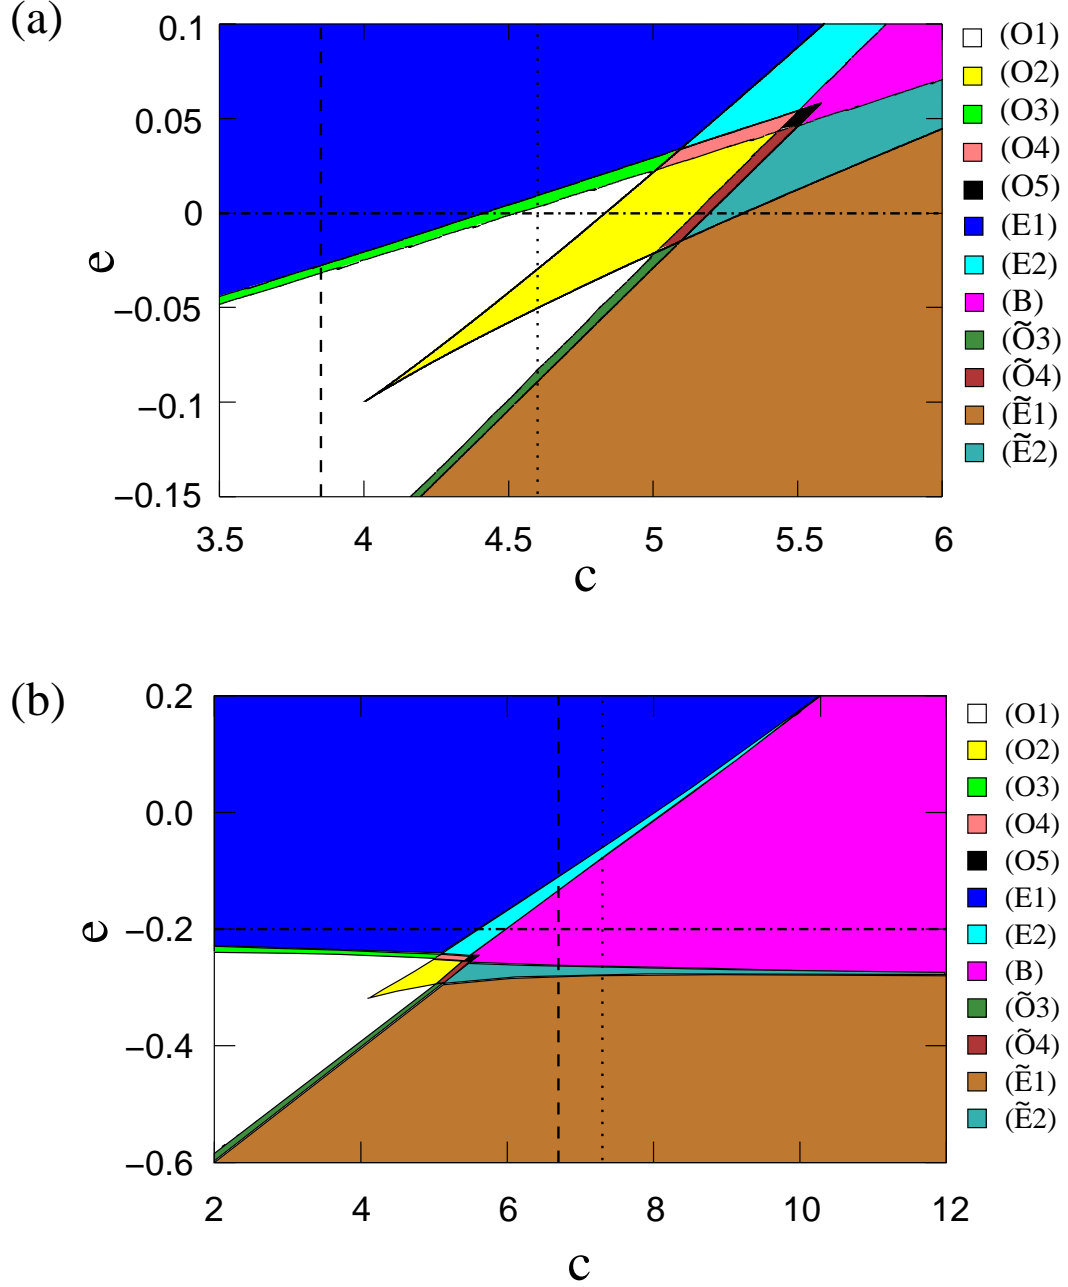 (a)
0.1
0.05
0
−0.05
−0.1
−0.15
e
3.5 4 4.5 5 5.5 6
c
(O1)
(O2)
(O3)
(O4)
(O5)
(E1)
(E2)
(B)
(Õ3)
(Õ4)
(Ẽ1)
(Ẽ2)
(b)
0.2
0.0
−0.2
−0.4
−0.6
e
2 4 6 8 10 12
c
(O1)
(O2)
(O3)
(O4)
(O5)
(E1)
(E2)
(B)
(Õ3)
(Õ4)
(Ẽ1)
(Ẽ2)